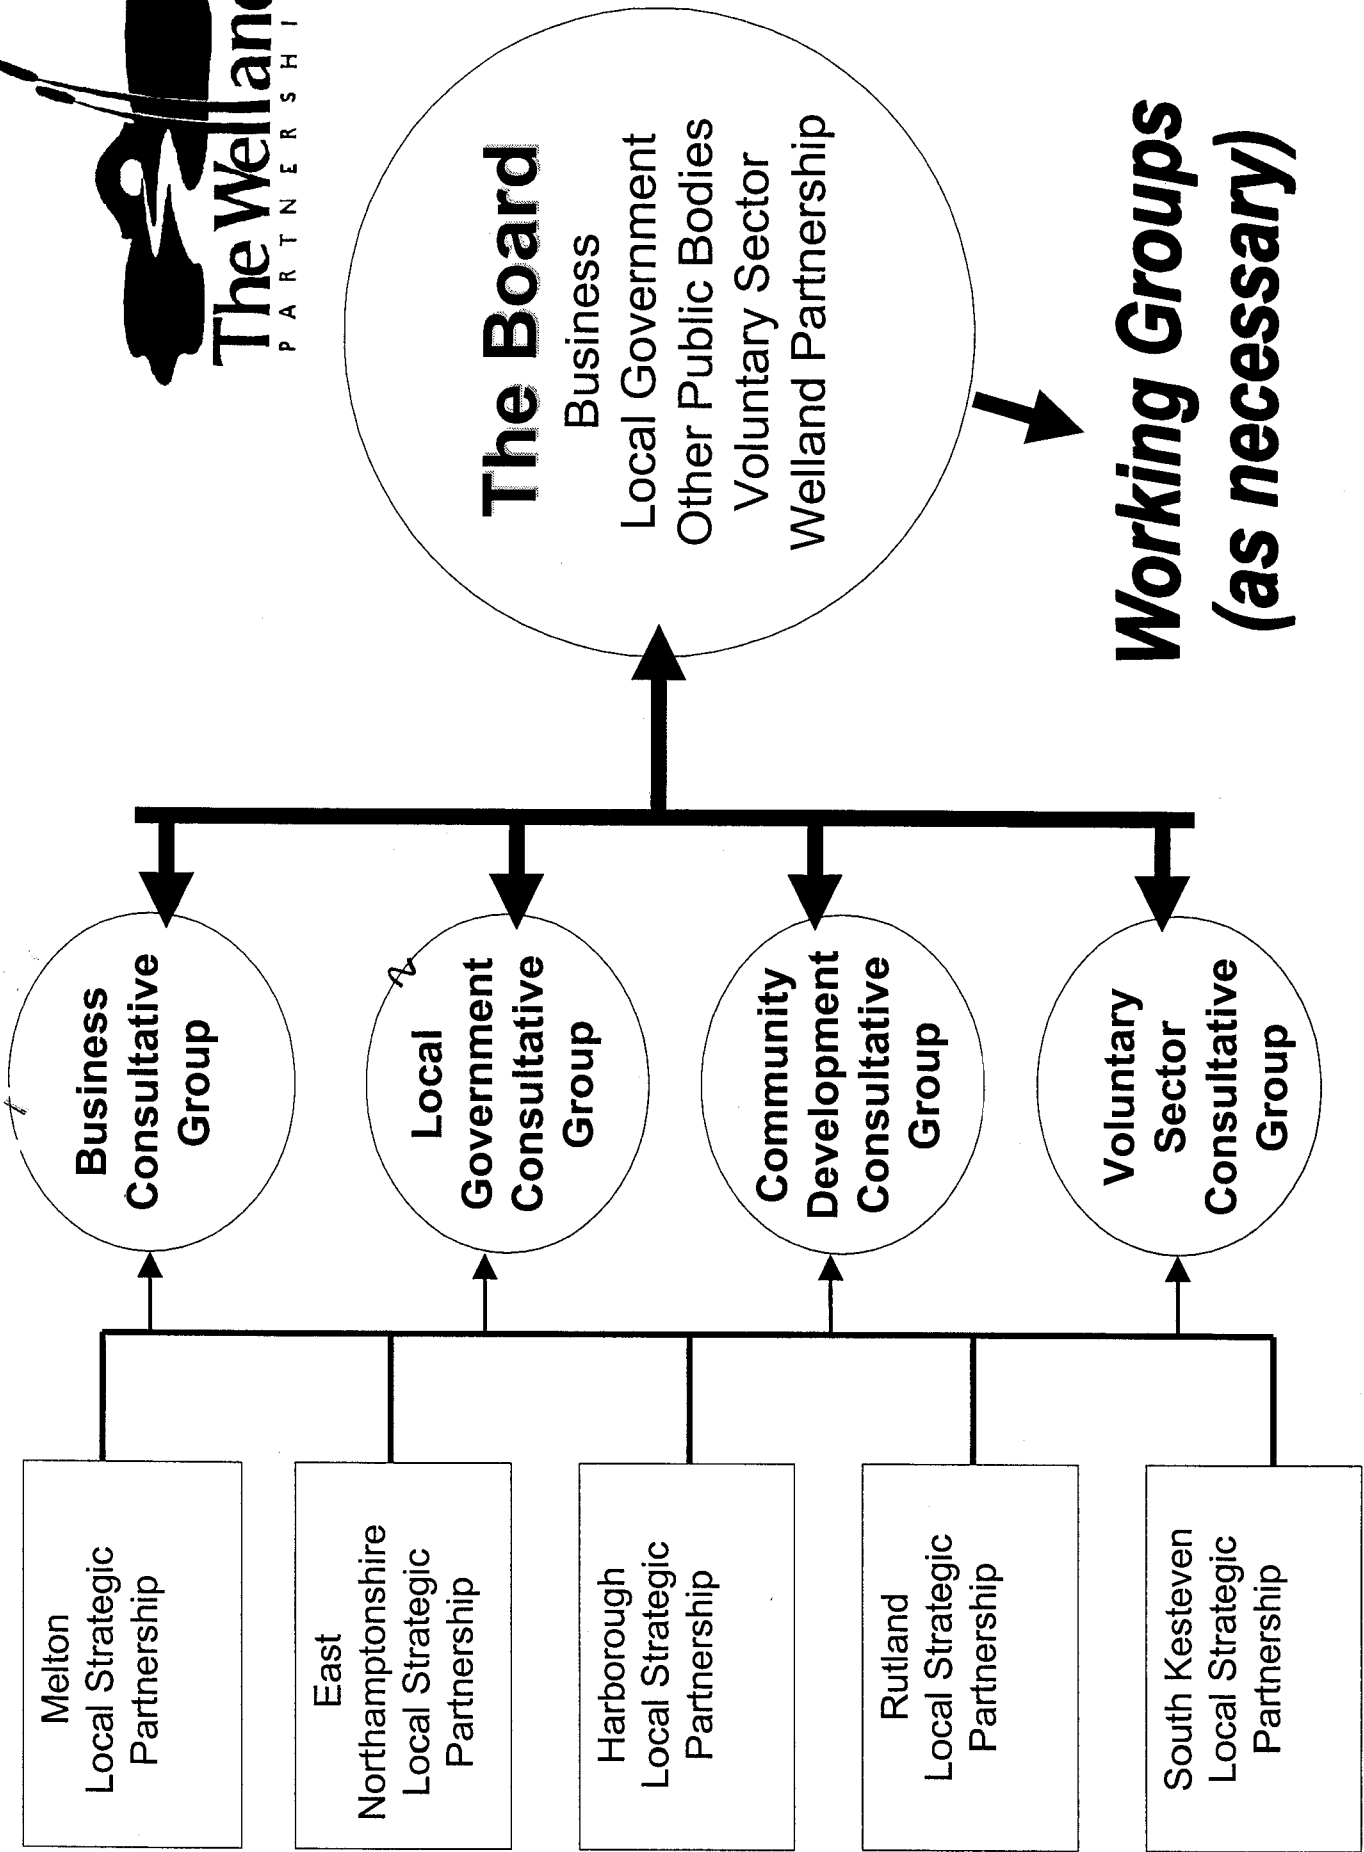 The Wellan
PARTNERSHI
Melton
Local Strategic
Partnership
East
Northamptonshire
Local Strategic
Partnership
Harborough
Local Strategic
Partnership
Rutland
Local Strategic
Partnership
South Kesteven
Local Strategic
Partnership
Business
Consultative
Group
Local
Government
Consultative
Group
Community
Development
Consultative
Group
Voluntary
Sector
Consultative
Group
The Board
Business
Local Government
Other Public Bodies
Voluntary Sector
Welland Partnership
Working Groups
(as necessary)